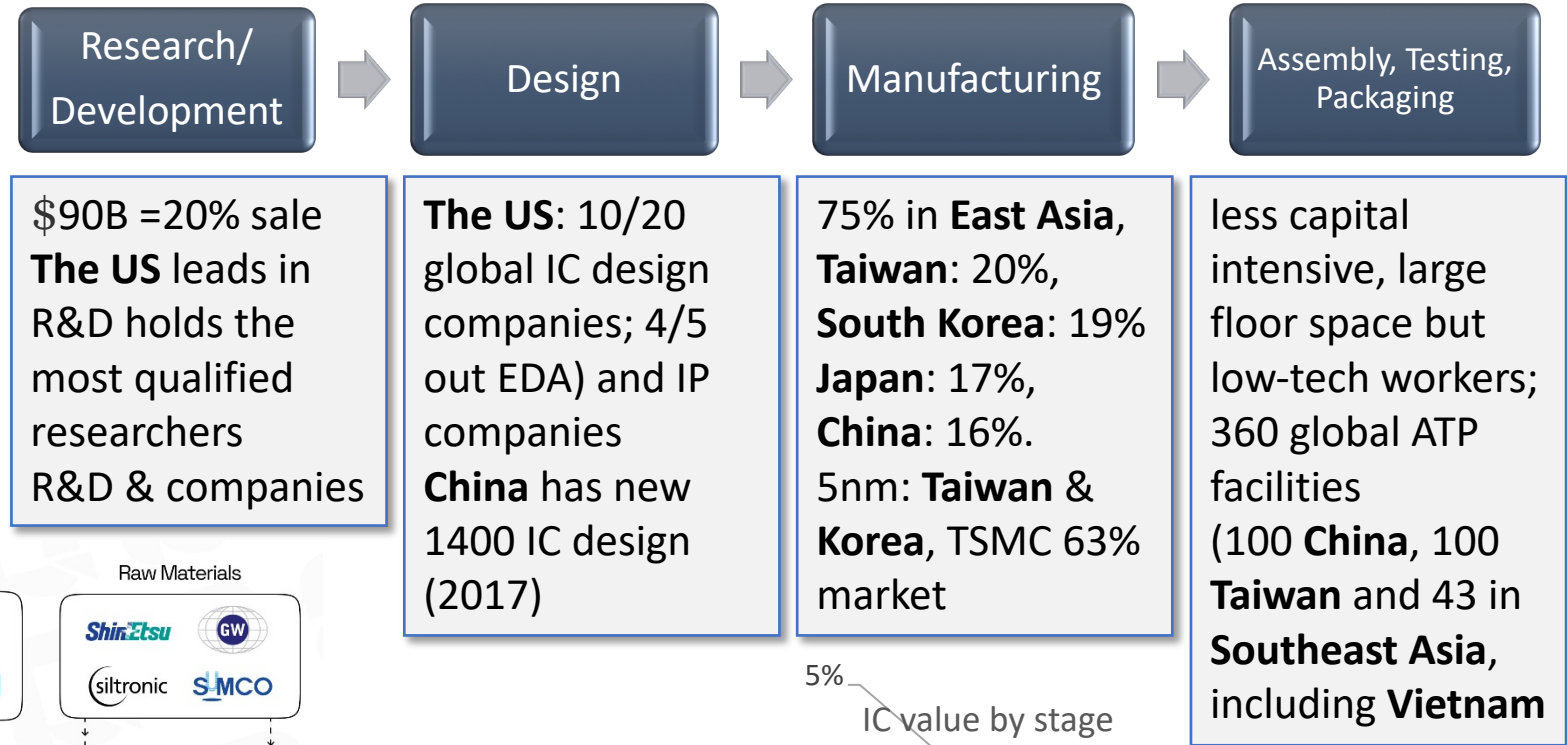 Research/
Development
Design
Manufacturing
Assembly, Testing,
Packaging
$90B =20% sale
The US leads in
R&D holds the
most qualified
researchers
R&D & companies
The US: 10/20
global IC design
companies; 4/5
out EDA) and IP
companies
China has new
1400 IC design
(2017)
75% in East Asia,
Taiwan: 20%,
South Korea: 19%
Japan: 17%,
China: 16%.
5nm: Taiwan &
Korea, TSMC 63%
market
less capital
intensive, large
floor space but
low-tech workers;
360 global ATP
facilities
(100 China, 100
Taiwan and 43 in
Southeast Asia,
including Vietnam
Raw Materials
ShinEtsu
GW
siltronic
SUMCO
5%
IC value by stage